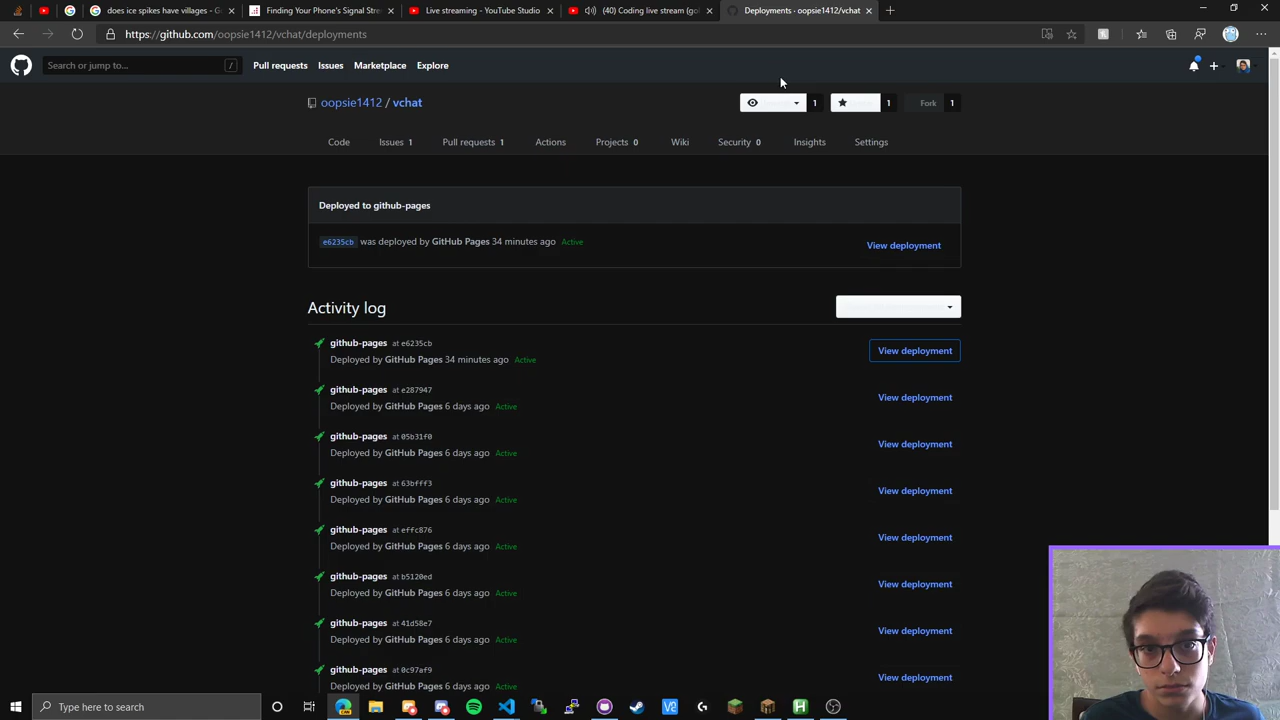 does ice spikes have villages - G
Finding Your Phone's Signal Stre
Live streaming - YouTube Studio
(40) Coding live stream (go
Deployments · oopsie1412/vchat
https://github.com/oopsie1412/vchat/deployments
Search or jump to...
/
Pull requests
Issues
Marketplace
Explore
oopsie1412 / vchat
1
1
Fork
1
Code
Issues 1
Pull requests 1
Actions
Projects 0
Wiki
Security 0
Insights
Settings
Deployed to github-pages
e6235cb was deployed by GitHub Pages 34 minutes ago Active
View deployment
Activity log
github-pages at e6235cb
Deployed by GitHub Pages 34 minutes ago Active
View deployment
github-pages at e287947
Deployed by GitHub Pages 6 days ago Active
View deployment
github-pages at 05b31f0
Deployed by GitHub Pages 6 days ago Active
View deployment
github-pages at 63bfff3
Deployed by GitHub Pages 6 days ago Active
View deployment
github-pages at effc876
Deployed by GitHub Pages 6 days ago Active
View deployment
github-pages at b5120ed
Deployed by GitHub Pages 6 days ago Active
View deployment
github-pages at 41d58e7
Deployed by GitHub Pages 6 days ago Active
View deployment
github-pages at 0c97af9
Deployed by GitHub Pages 6 days ago Active
View deployment
Type here to search
V2
H